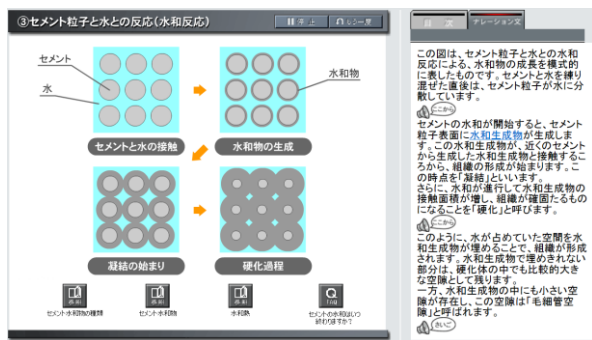 ③セメント粒子と水との反応(水和反応)
停 止
もう一度
セメント
水
水和物
セメントと水の接触
水和物の生成
凝結の始まり
硬化過程
セメント水和物の種類
セメント水和物
水和熱
Q
FAQ
セメントの水和はいつ
終わりますか？
目 次
ナレーション文
この図は、セメント粒子と水との水和
反応による、水和物の成長を模式的
に表したものです。セメントと水を練り
混ぜた直後は、セメント粒子が水に分
散しています。
ここから
セメントの水和が開始すると、セメント
粒子表面に水和生成物が生成しま
す。この水和生成物が、近くのセメント
から生成した水和生成物と接触するこ
ろから、組織の形成が始まります。こ
の時点を「凝結」といいます。
さらに、水和が進行して水和生成物の
接触面積が増し、組織が確固たるもの
になることを「硬化」と呼びます。
ここから
このように、水が占めていた空間を水
和生成物が埋めることで、組織が形成
されます。水和生成物で埋めきれない
部分は、硬化体の中でも比較的大き
な空隙として残ります。
一方、水和生成物の中にも小さい空
隙が存在し、この空隙は「毛細管空
隙」と呼ばれます。
さいご